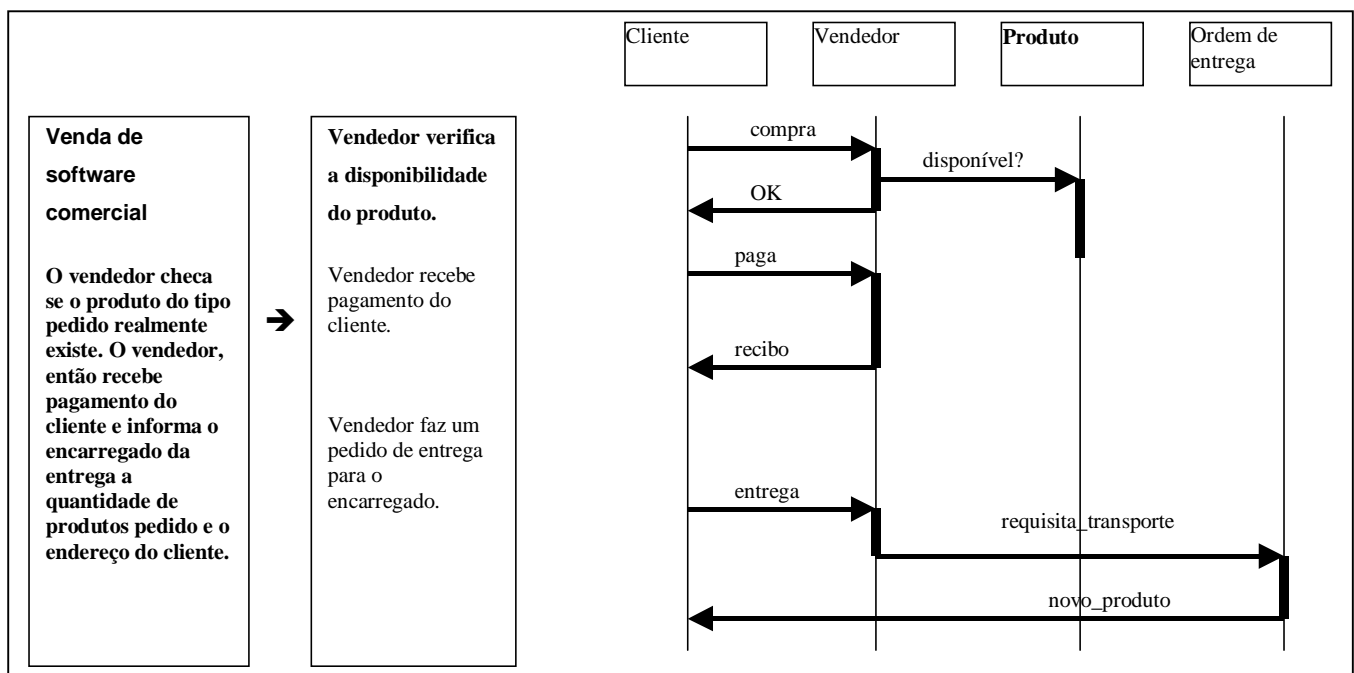 Cliente
Vendedor
Produto
Ordem de
entrega
Venda de
software
comercial
O vendedor checa
se o produto do tipo
pedido realmente
existe. O vendedor,
então recebe
pagamento do
cliente e informa o
encarregado da
entrega a
quantidade de
produtos pedido e o
endereço do cliente.
Vendedor verifica
a disponibilidade
do produto.
Vendedor recebe
pagamento do
cliente.
Vendedor faz um
pedido de entrega
para o
encarregado.
compra
disponível?
OK
paga
recibo
entrega
requisita_transporte
novo_produto